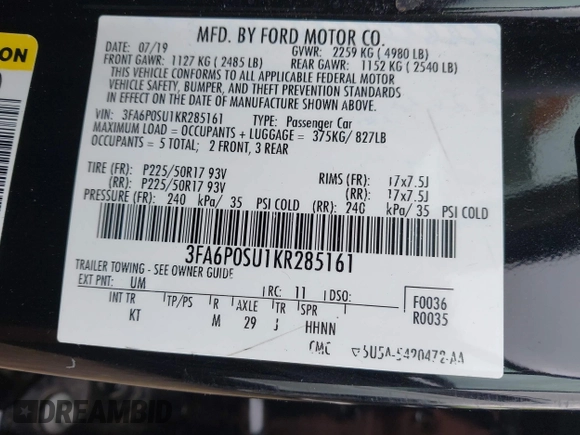 ON
MFD. BY FORD MOTOR CO.
DATE: 07/19 GVWR: 2259 KG ( 4980 LB)
FRONT GAWR: 1127 KG ( 2485 LB) REAR GAWR: 1152 KG ( 2540 LB)
THIS VEHICLE CONFORMS TO ALL APPLICABLE FEDERAL MOTOR
VEHICLE SAFETY, BUMPER, AND THEFT PREVENTION STANDARDS
IN EFFECT ON THE DATE OF MANUFACTURE SHOWN ABOVE.
VIN: 3FA6P0SU1KR285161 TYPE: Passenger Car
MAXIMUM LOAD = OCCUPANTS + LUGGAGE = 375KG/ 827LB
OCCUPANTS = 5 TOTAL; 2 FRONT, 3 REAR
TIRE (FR): P225/50R17 93V RIMS (FR): 17x7.5J
(RR): P225/50R17 93V (RR): 17x7.5J
PRESSURE (FR): 240 kPa/ 35 PSI COLD (RR): 240 kPa/ 35 PSI COLD
3FA6P0SU1KR285161
TRAILER TOWING - SEE OWNER GUIDE
EXT PNT: UM RC: 11 DSO: F0036
INT TR TP/PS R AXLE TR SPR R0035
KT M 29 J HHNN
CMC 5U5A-5420472-AA
DREAMBID